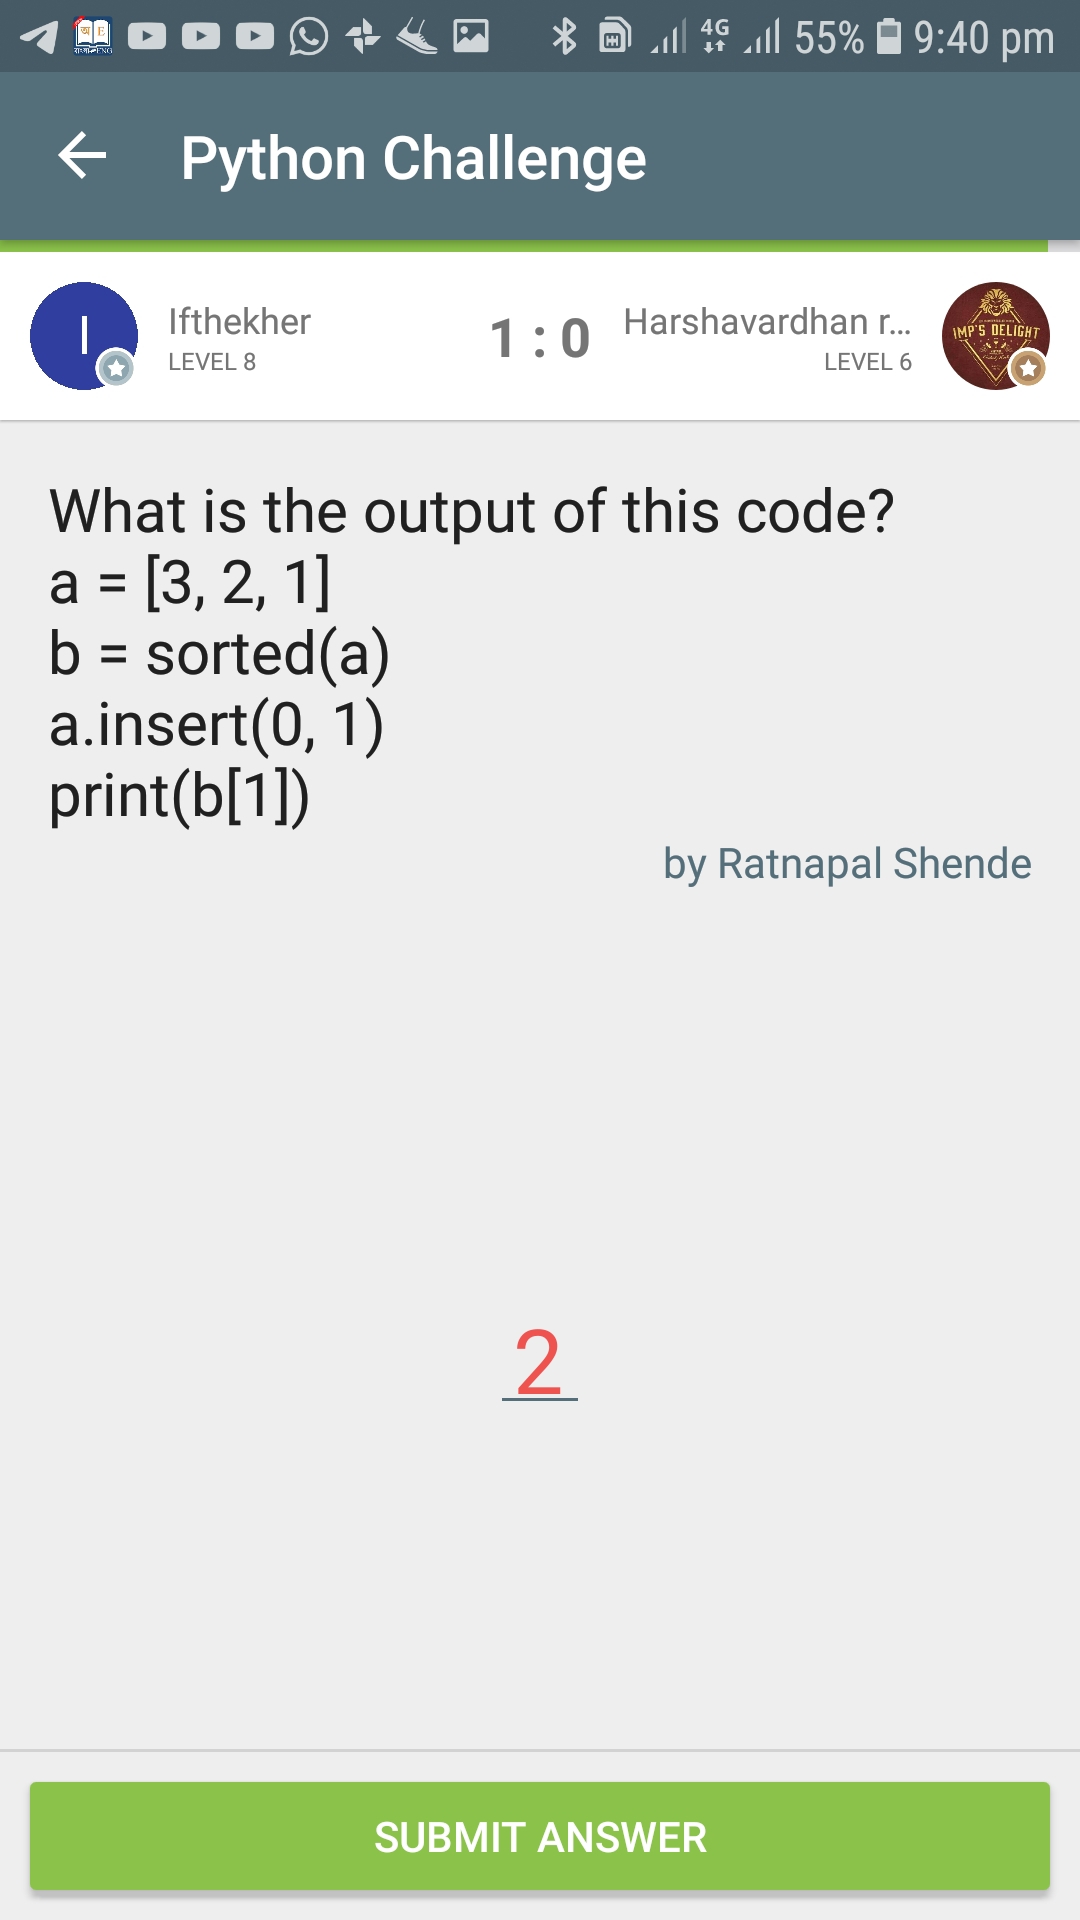 4G 55% 9:40 pm
Python Challenge
I Ifthekher 1 : 0 Harshavardhan r... IMP'S DELIGHT
LEVEL 8 LEVEL 6
What is the output of this code?
a = [3, 2, 1]
b = sorted(a)
a.insert(0, 1)
print(b[1])
by Ratnapal Shende
2
SUBMIT ANSWER